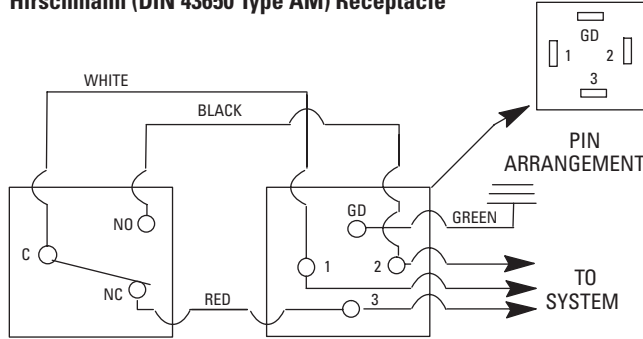 Hirschmann (DIN 43650 Type AM) Receptacle
GD
1
2
3
WHITE
BLACK
PIN
ARRANGEMENT
NO
GD
GREEN
C
1
2
NC
RED
3
TO
SYSTEM